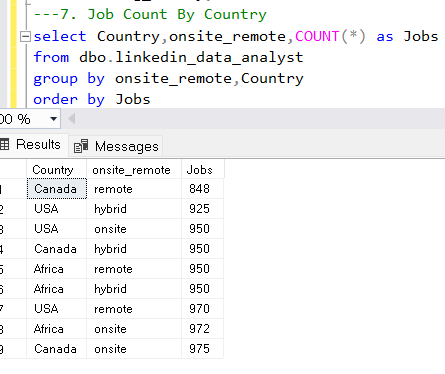 ---7. Job Count By Country
select Country,onsite_remote,COUNT(*) as Jobs
from dbo.linkedin_data_analyst
group by onsite_remote,Country
order by Jobs
00 %
Results Messages
Country onsite_remote Jobs
1 Canada remote 848
2 USA hybrid 925
3 USA onsite 950
4 Canada hybrid 950
5 Africa remote 950
6 Africa hybrid 950
7 USA remote 970
8 Africa onsite 972
9 Canada onsite 975